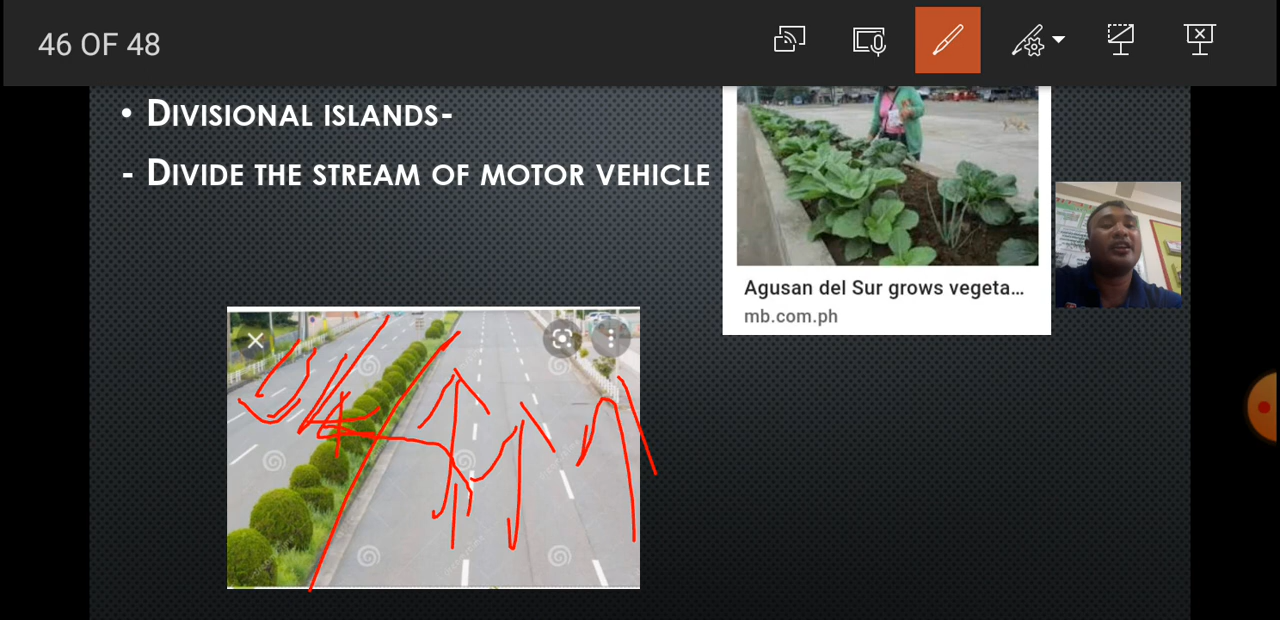 46 OF 48
• DIVISIONAL ISLANDS-
- DIVIDE THE STREAM OF MOTOR VEHICLE
Agusan del Sur grows vegeta...
mb.com.ph